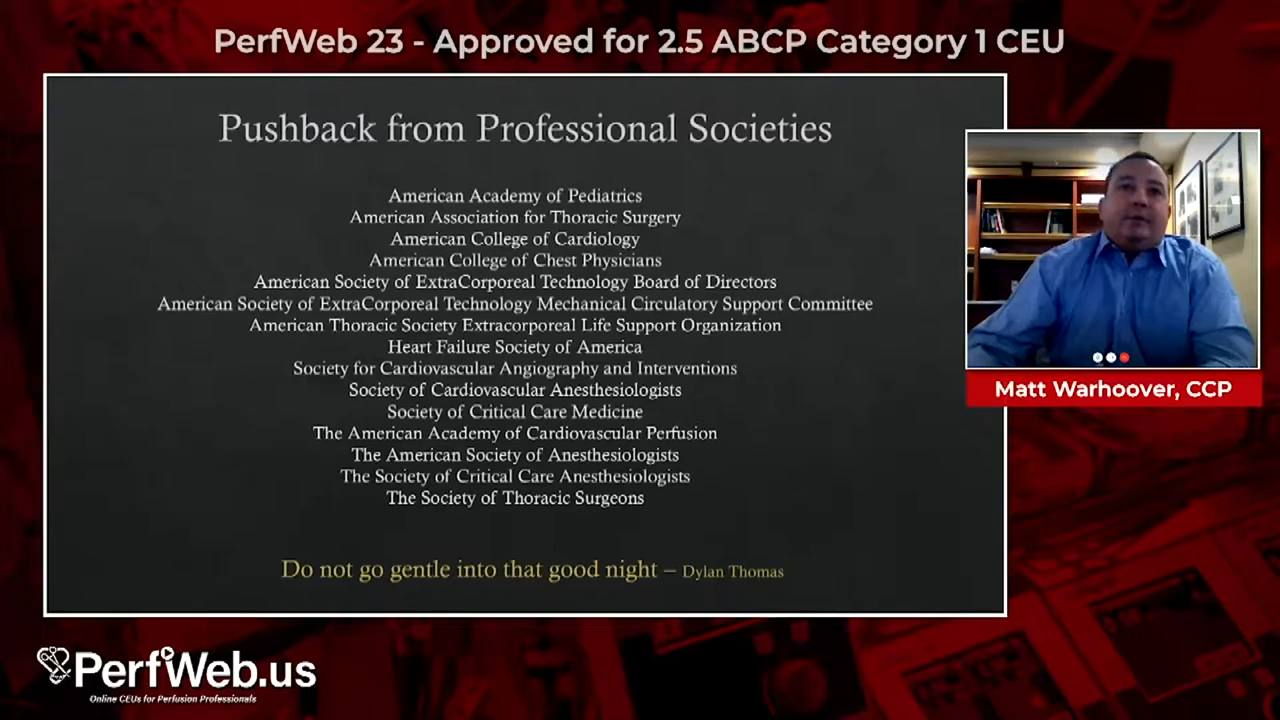 PerfWeb 23 - Approved for 2.5 ABCP Category 1 CEU
Pushback from Professional Societies
American Academy of Pediatrics
American Association for Thoracic Surgery
American College of Cardiology
American College of Chest Physicians
American Society of ExtraCorporeal Technology Board of Directors
American Society of ExtraCorporeal Technology Mechanical Circulatory Support Committee
American Thoracic Society Extracorporeal Life Support Organization
Heart Failure Society of America
Society for Cardiovascular Angiography and Interventions
Society of Cardiovascular Anesthesiologists
Society of Critical Care Medicine
The American Academy of Cardiovascular Perfusion
The American Society of Anesthesiologists
The Society of Critical Care Anesthesiologists
The Society of Thoracic Surgeons
Do not go gentle into that good night – Dylan Thomas
Matt Warhoover, CCP
PerfWeb.us
Online CEUs for Perfusion Professionals